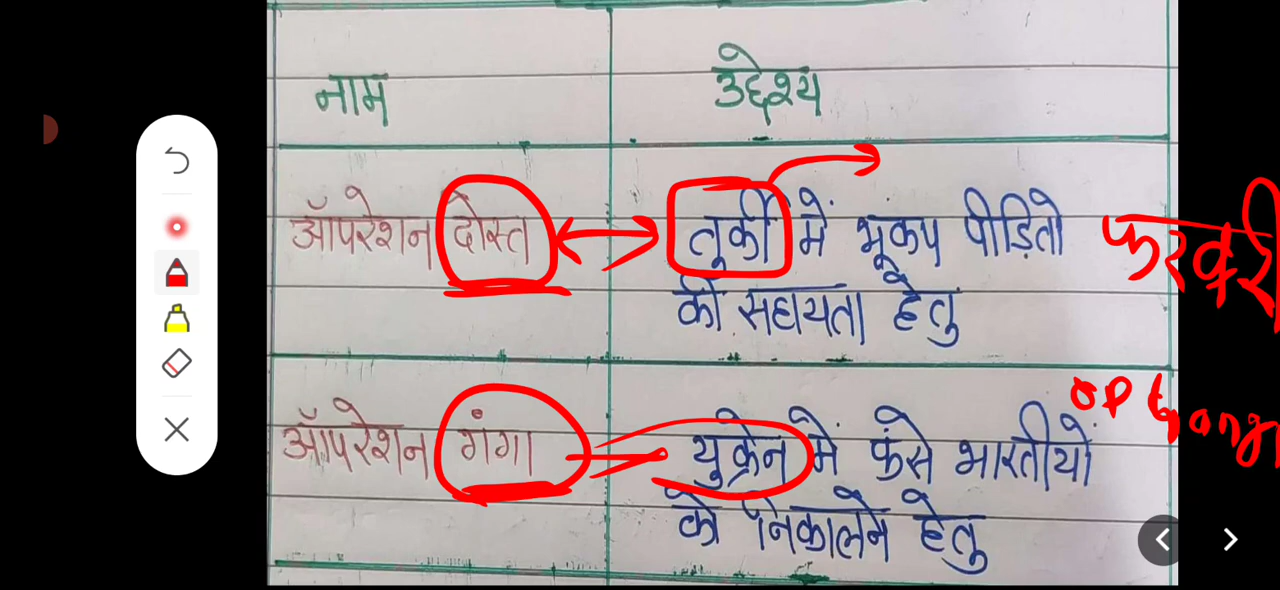 नाम उद्देश्य
ऑपरेशन दोस्त तुर्की में भूकंप पीड़ितो फरवरी
की सहायता हेतु
op Ganga
ऑपरेशन गंगा युक्रेन में फंसे भारतीयों
को निकालने हेतु